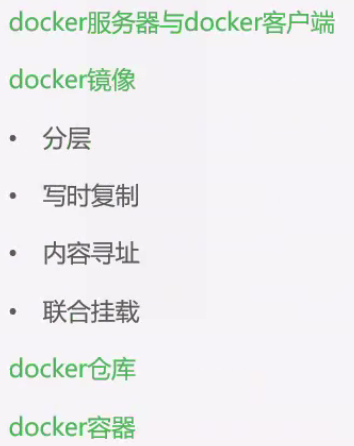 docker服务器与docker客户端
docker镜像
• 分层
• 写时复制
• 内容寻址
• 联合挂载
docker仓库
docker容器